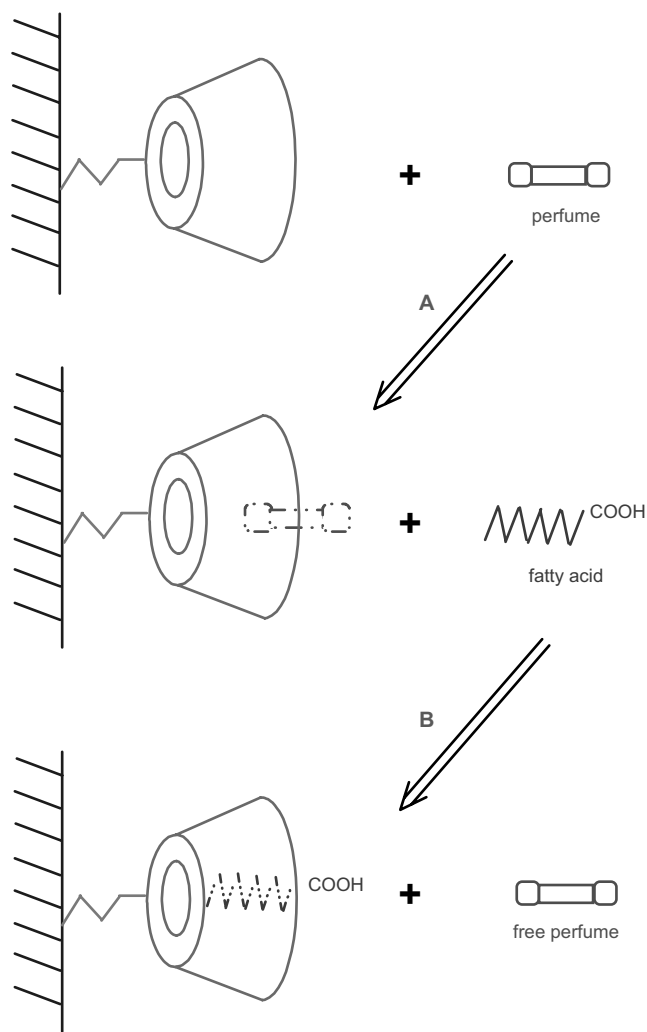 +
perfume
A
+
COOH
fatty acid
B
COOH
+
free perfume